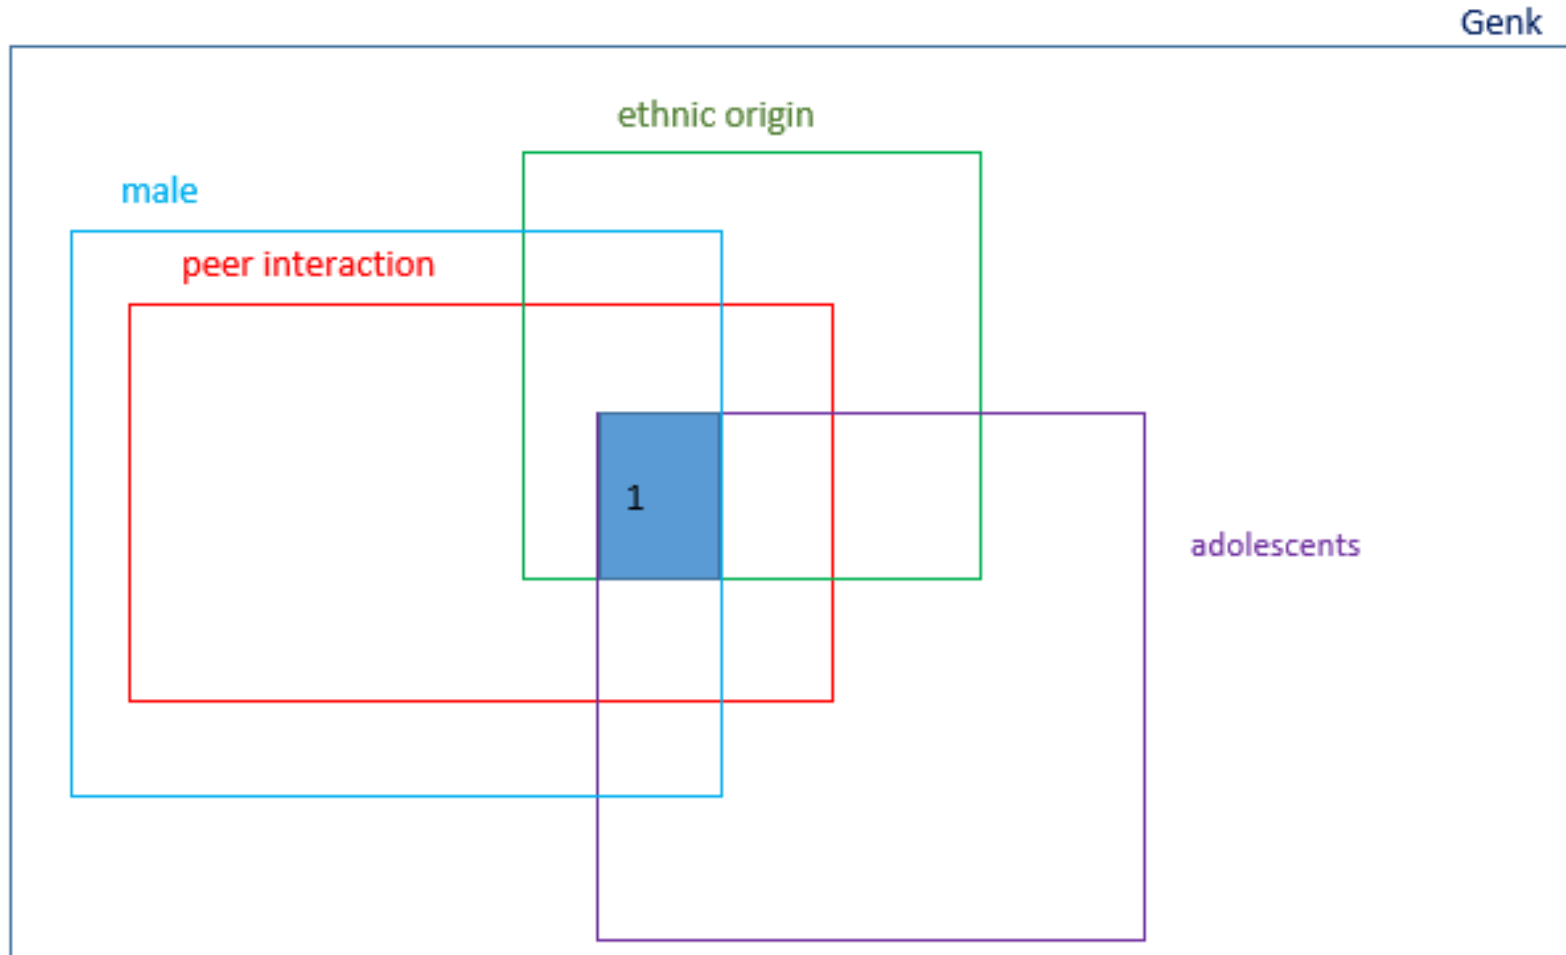 Genk
ethnic origin
male
peer interaction
1
adolescents